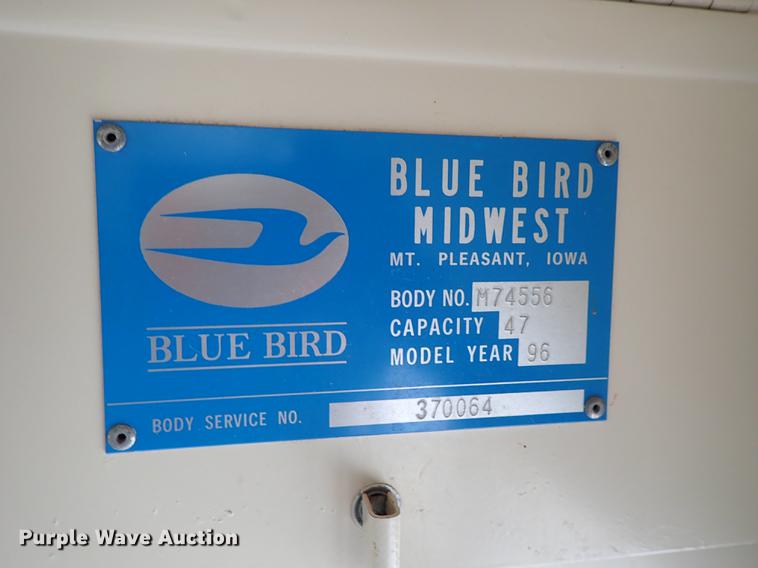 BLUE BIRD
MIDWEST
MT. PLEASANT, IOWA
BODY NO. M74556
CAPACITY 47
MODEL YEAR 96
BLUE BIRD
BODY SERVICE NO. 370064
Purple Wave Auction